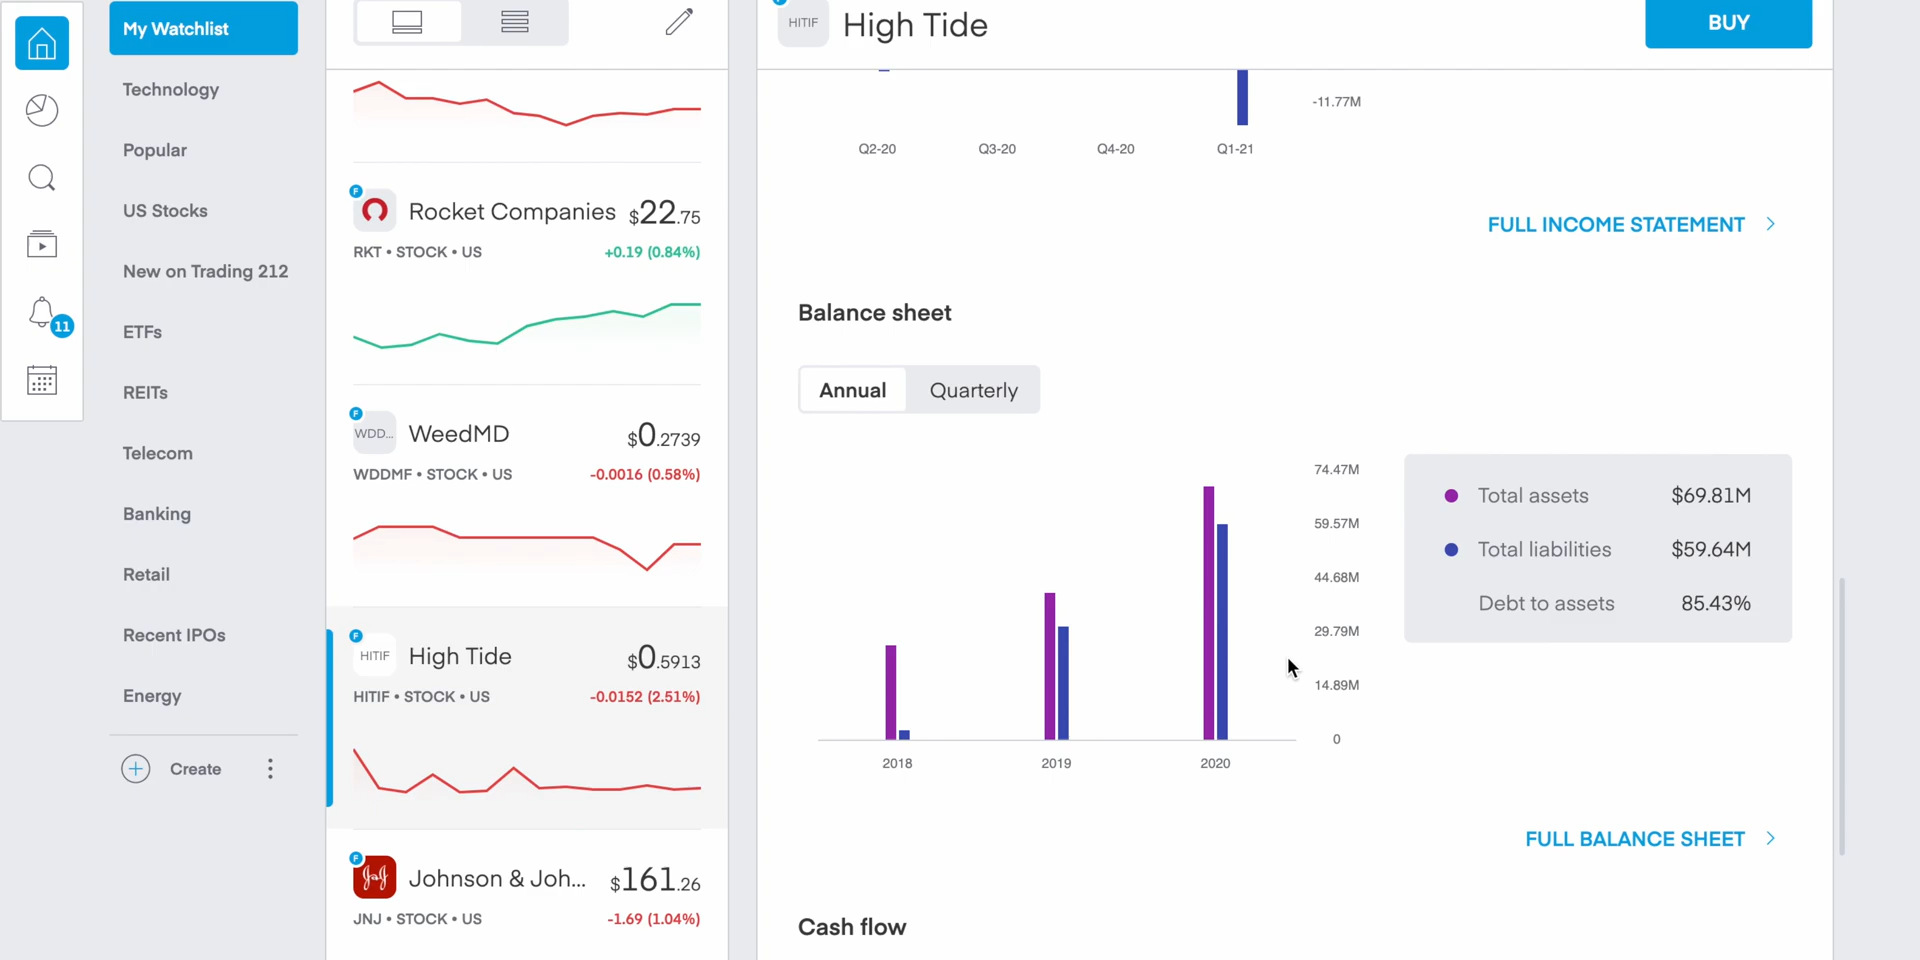 My Watchlist
Technology
Popular
US Stocks
New on Trading 212
ETFs
REITs
Telecom
Banking
Retail
Recent IPOs
Energy
Create
11
F
Rocket Companies $22.75
RKT • STOCK • US +0.19 (0.84%)
F
WDD... WeedMD $0.2739
WDDMF • STOCK • US -0.0016 (0.58%)
F
HITIF High Tide $0.5913
HITIF • STOCK • US -0.0152 (2.51%)
F
J&J Johnson & Joh... $161.26
JNJ • STOCK • US -1.69 (1.04%)
HITIF High Tide
BUY
-11.77M
Q2-20 Q3-20 Q4-20 Q1-21
FULL INCOME STATEMENT
Balance sheet
Annual Quarterly
74.47M
59.57M
44.68M
29.79M
14.89M
0
2018 2019 2020
Total assets $69.81M
Total liabilities $59.64M
Debt to assets 85.43%
FULL BALANCE SHEET
Cash flow